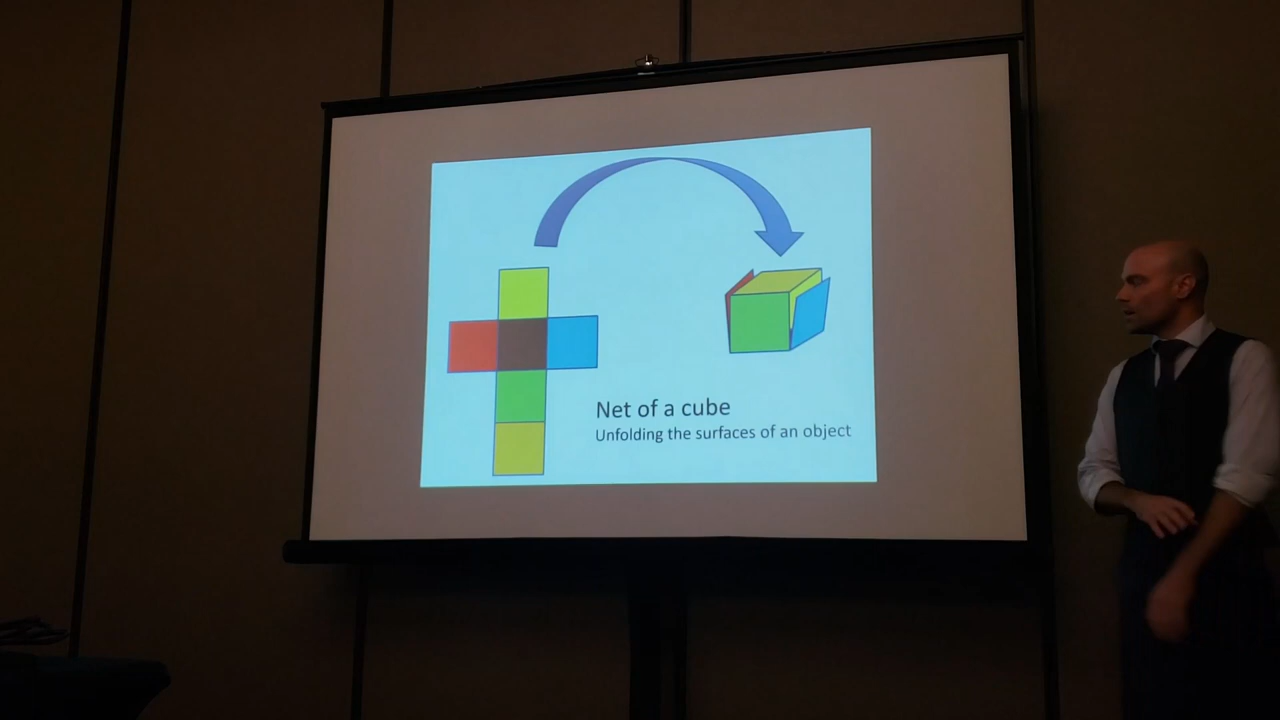 Net of a cube
Unfolding the surfaces of an object